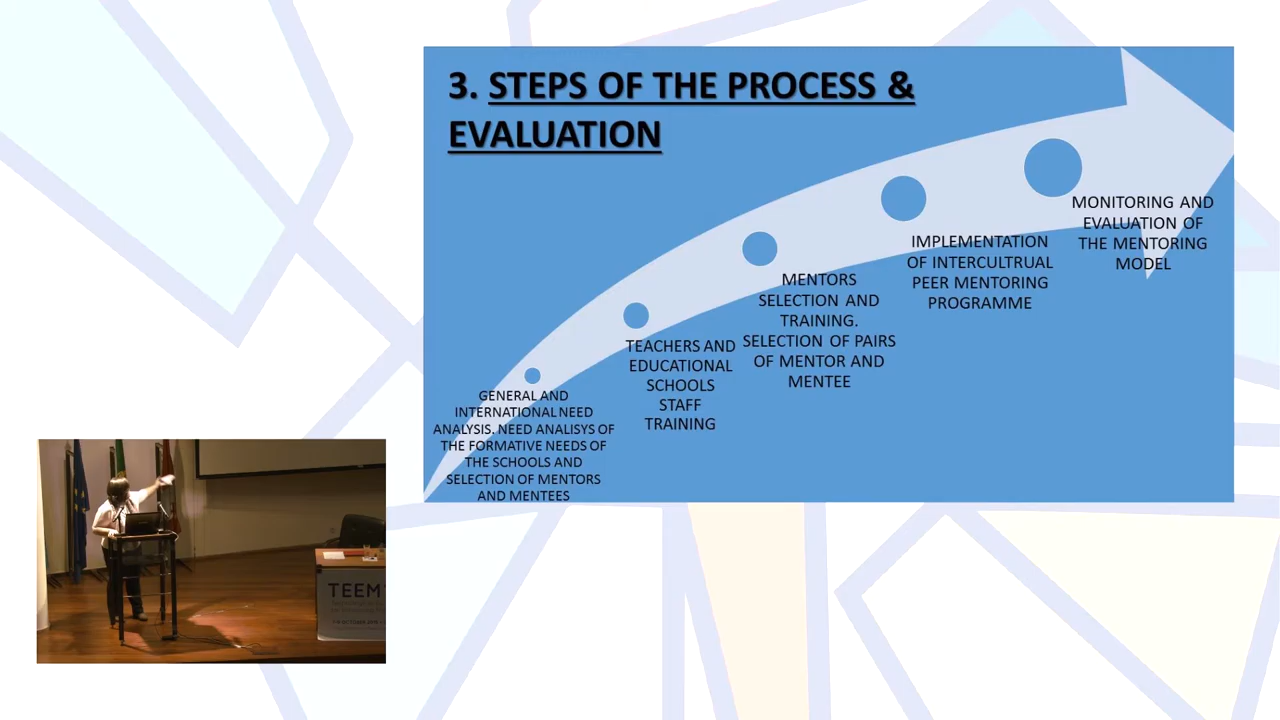 3. STEPS OF THE PROCESS &
EVALUATION
GENERAL AND
INTERNATIONAL NEED
ANALYSIS. NEED ANALISYS OF
THE FORMATIVE NEEDS OF
THE SCHOOLS AND
SELECTION OF MENTORS
AND MENTEES
TEACHERS AND
EDUCATIONAL
SCHOOLS
STAFF
TRAINING
MENTORS
SELECTION AND
TRAINING.
SELECTION OF PAIRS
OF MENTOR AND
MENTEE
IMPLEMENTATION
OF INTERCULTRUAL
PEER MENTORING
PROGRAMME
MONITORING AND
EVALUATION OF
THE MENTORING
MODEL
TEEM